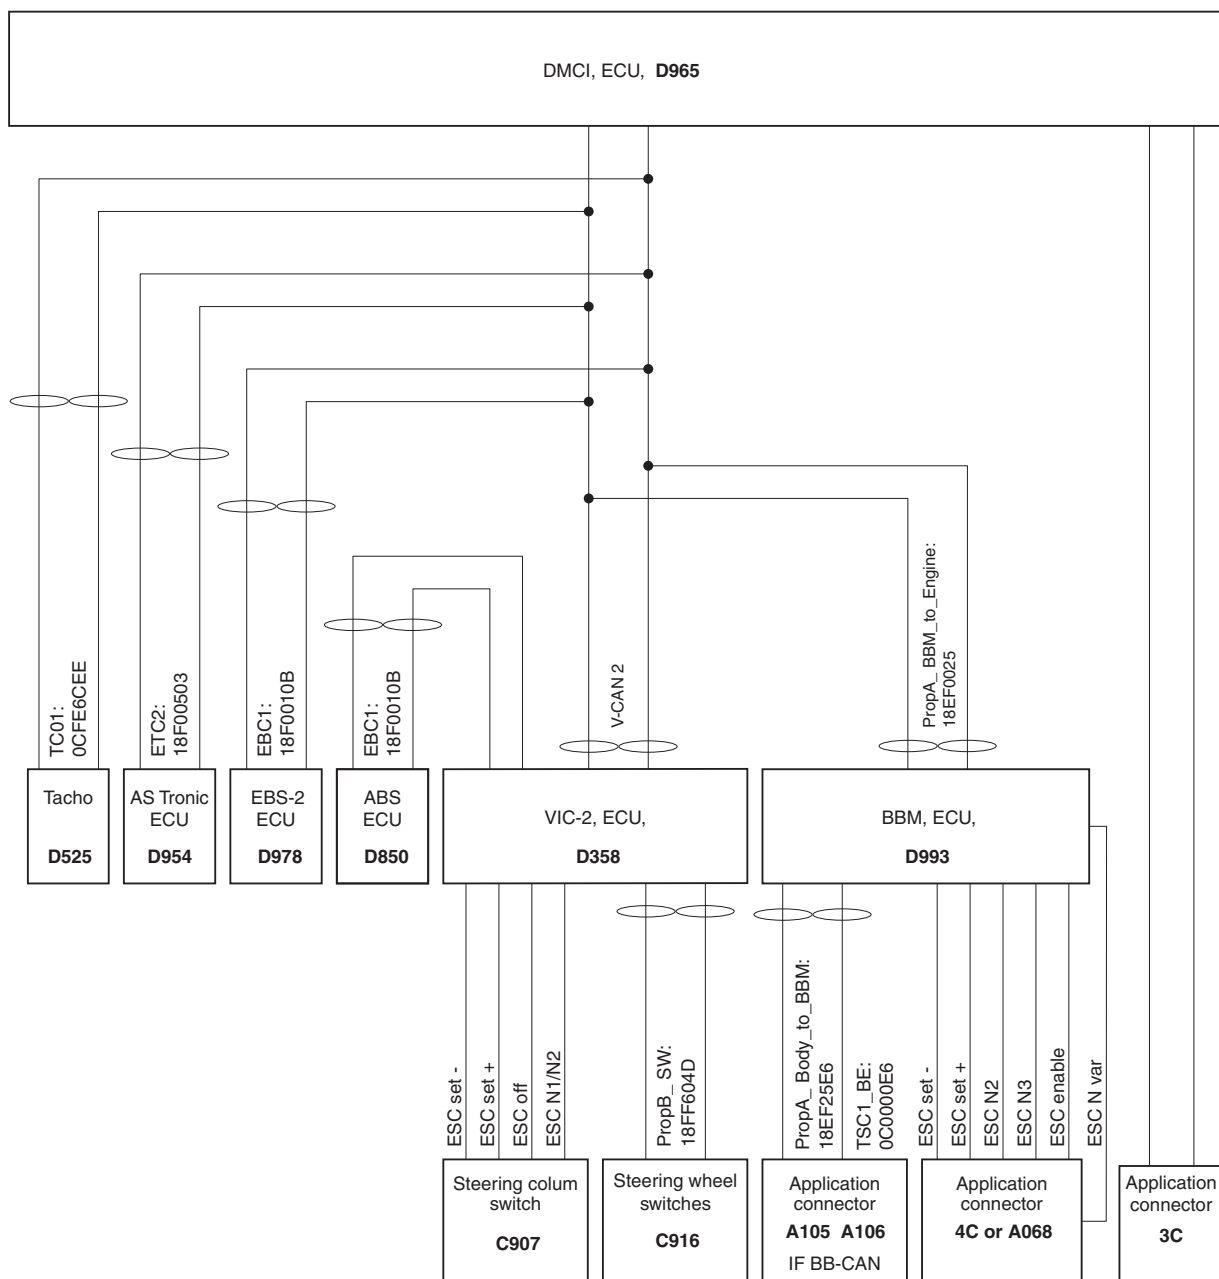 DMCI, ECU, D965
TC01:
0CFE6CEE
ETC2:
18F00503
EBC1:
18F0010B
EBC1:
18F0010B
V-CAN 2
PropA_ BBM_to_Engine:
18EF0025
Tacho
D525
AS Tronic
ECU
D954
EBS-2
ECU
D978
ABS
ECU
D850
VIC-2, ECU,
D358
BBM, ECU,
D993
ESC set -
ESC set +
ESC off
ESC N1/N2
PropB_ SW:
18FF604D
PropA_ Body_to_BBM:
18EF25E6
TSC1_BE:
0C0000E6
ESC set -
ESC set +
ESC N2
ESC N3
ESC enable
ESC N var
Steering colum
switch
C907
Steering wheel
switches
C916
Application
connector
A105 A106
IF BB-CAN
Application
connector
4C or A068
Application
connector
3C